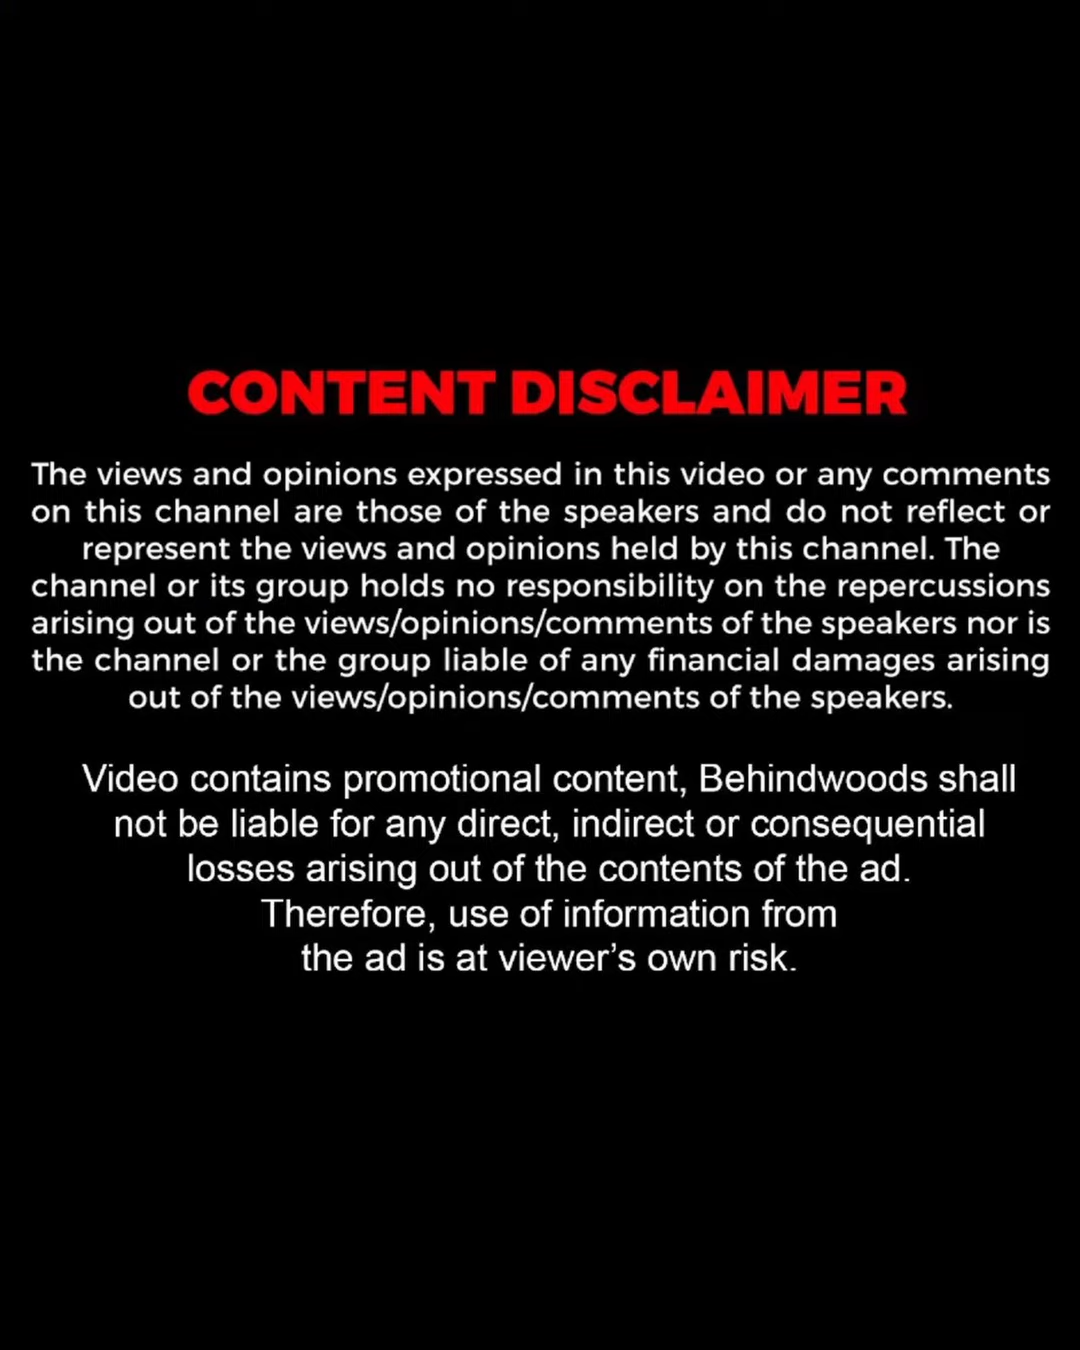 CONTENT DISCLAIMER
The views and opinions expressed in this video or any comments
on this channel are those of the speakers and do not reflect or
represent the views and opinions held by this channel. The
channel or its group holds no responsibility on the repercussions
arising out of the views/opinions/comments of the speakers nor is
the channel or the group liable of any financial damages arising
out of the views/opinions/comments of the speakers.
Video contains promotional content, Behindwoods shall
not be liable for any direct, indirect or consequential
losses arising out of the contents of the ad.
Therefore, use of information from
the ad is at viewer’s own risk.